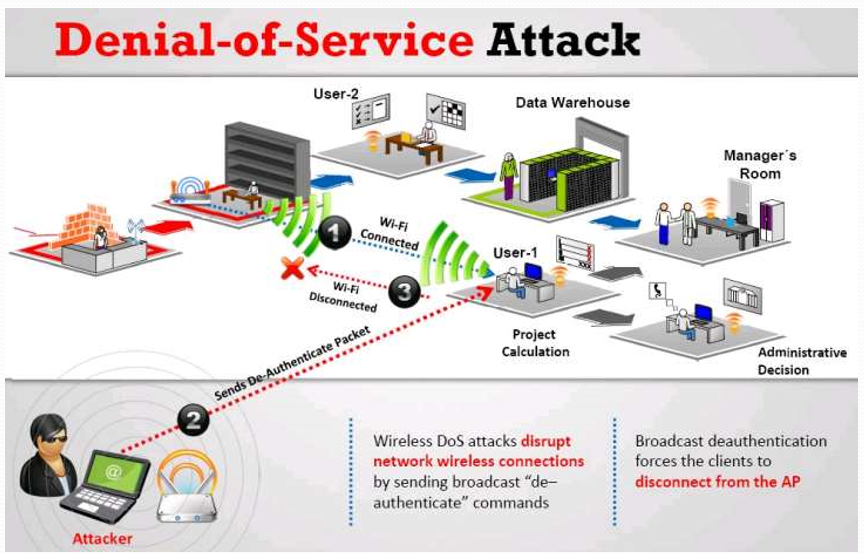 Denial-of-Service Attack
User-2
Data Warehouse
Manager´s
Room
1
Wi-Fi
Connected
User-1
3
Wi-Fi
Disconnected
Project
Calculation
Administrative
Decision
Sends De-Authenticate Packet
2
@
Attacker
Wireless DoS attacks disrupt
network wireless connections
by sending broadcast “de–
authenticate” commands
Broadcast deauthentication
forces the clients to
disconnect from the AP